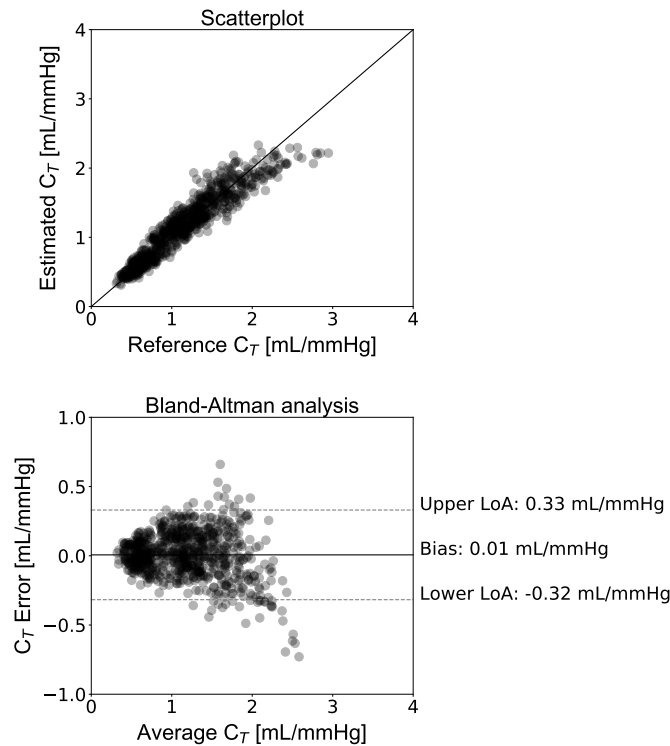 Scatterplot
4
3
2
1
0
Estimated C_T [mL/mmHg]
0 1 2 3 4
Reference C_T [mL/mmHg]
Bland-Altman analysis
1.0
0.5
0.0
−0.5
−1.0
C_T Error [mL/mmHg]
Upper LoA: 0.33 mL/mmHg
Bias: 0.01 mL/mmHg
Lower LoA: -0.32 mL/mmHg
0 1 2 3 4
Average C_T [mL/mmHg]